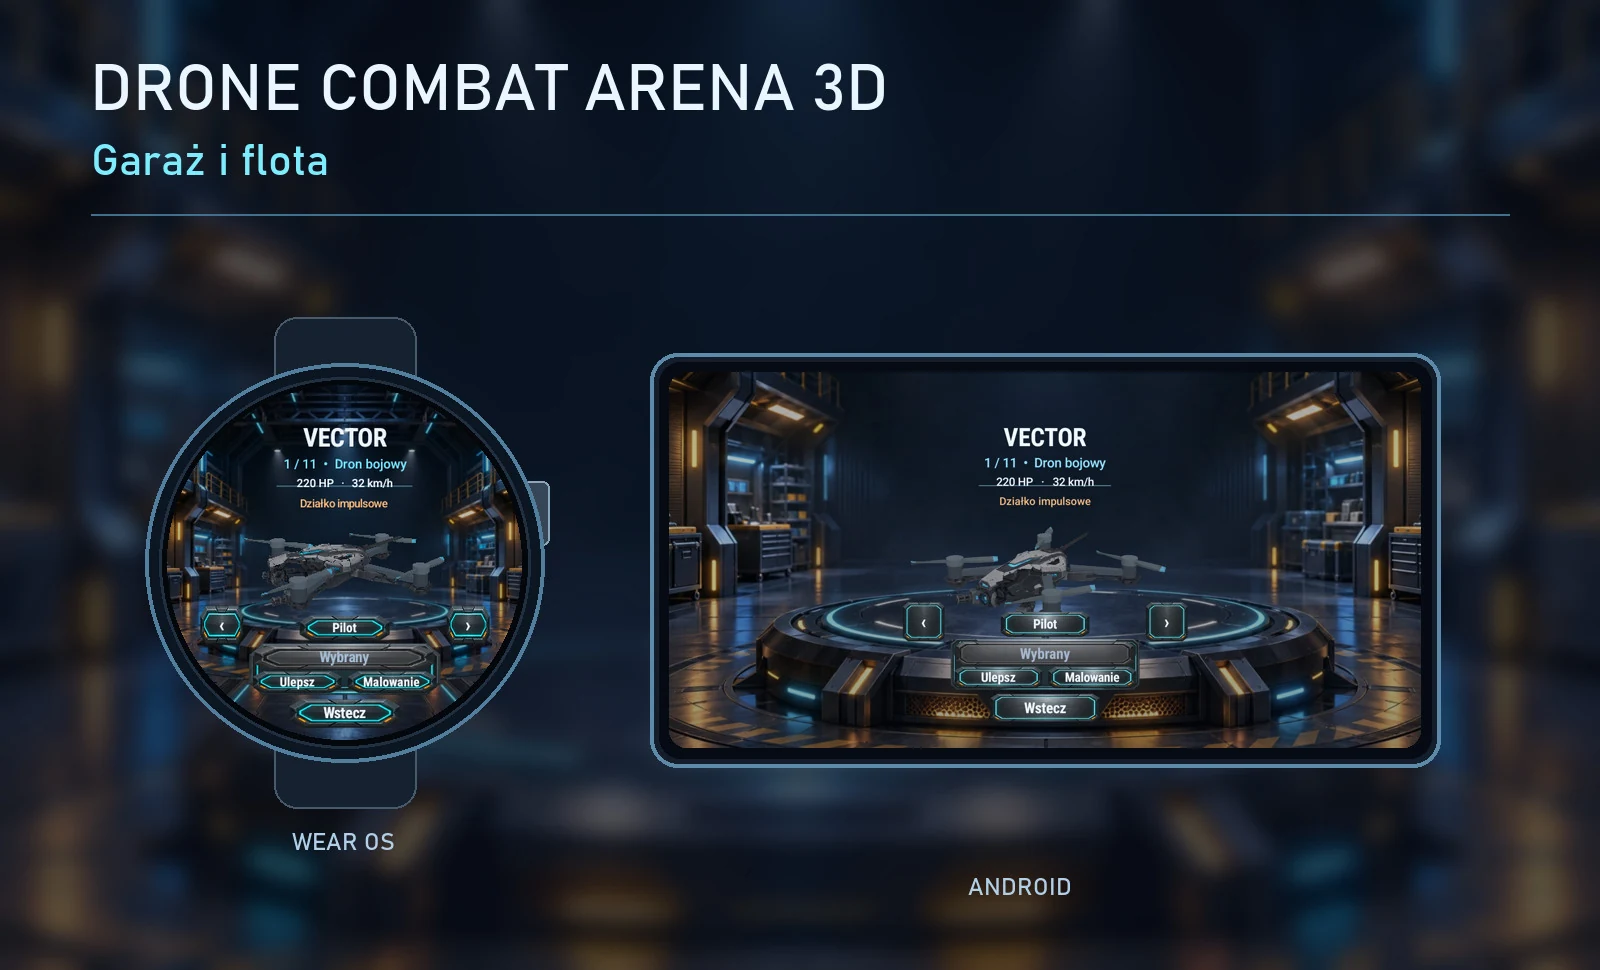 DRONE COMBAT ARENA 3D
Garaż i flota
VECTOR
1 / 11 • Dron bojowy
220 HP · 32 km/h
Działko impulsowe
‹
Pilot
›
Wybrany
Ulepsz
Malowanie
Wstecz
WEAR OS
VECTOR
1 / 11 • Dron bojowy
220 HP · 32 km/h
Działko impulsowe
‹
Pilot
›
Wybrany
Ulepsz
Malowanie
Wstecz
ANDROID